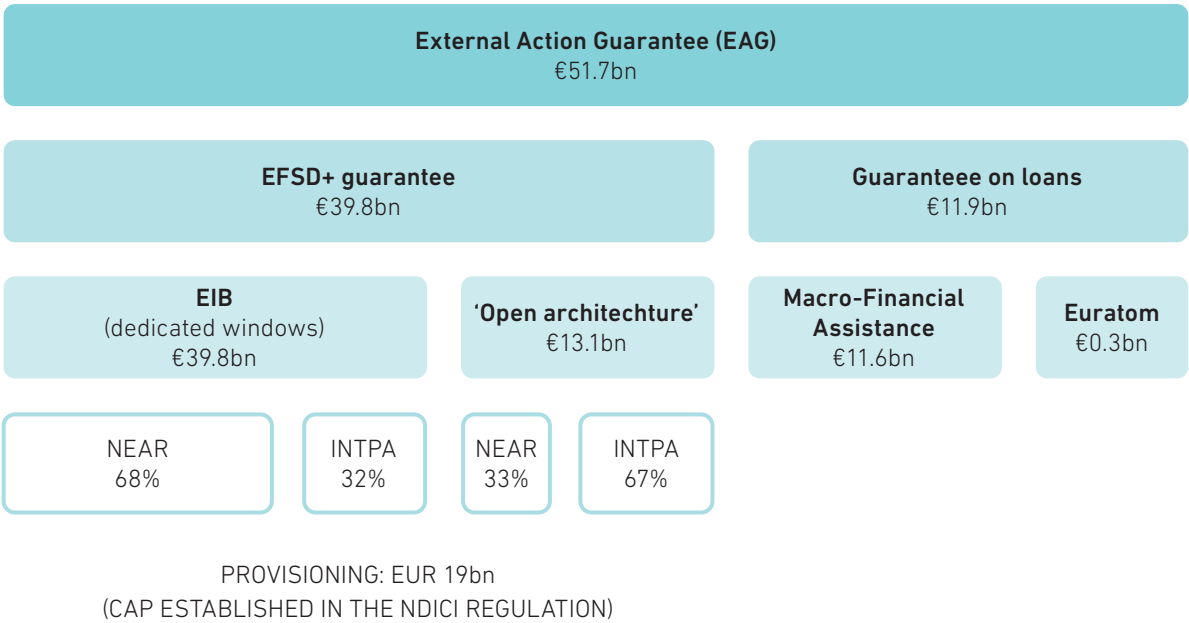 External Action Guarantee (EAG)
€51.7bn
EFSD+ guarantee
€39.8bn
Guaranteee on loans
€11.9bn
EIB
(dedicated windows)
€39.8bn
‘Open architechture’
€13.1bn
Macro-Financial
Assistance
€11.6bn
Euratom
€0.3bn
NEAR
68%
INTPA
32%
NEAR
33%
INTPA
67%
PROVISIONING: EUR 19bn
(CAP ESTABLISHED IN THE NDICI REGULATION)